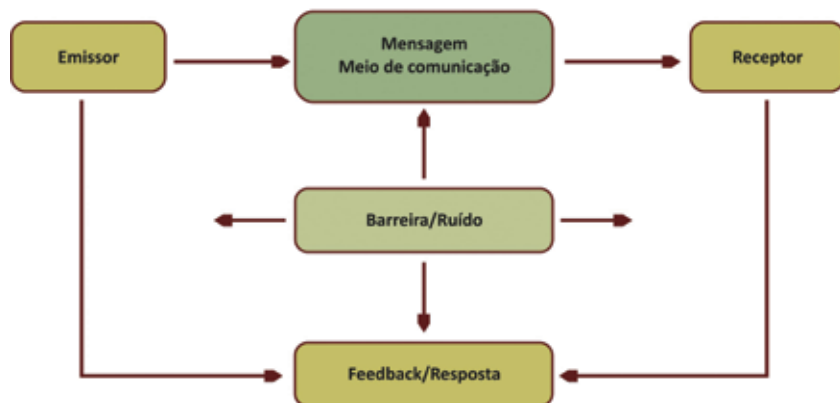 Emissor
Mensagem
Meio de comunicação
Receptor
Barreira/Ruído
Feedback/Resposta